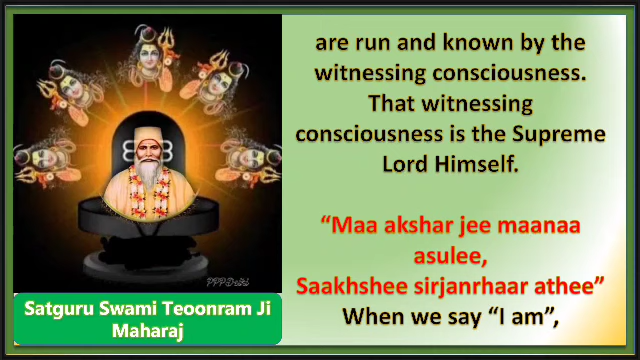 are run and known by the
witnessing consciousness.
That witnessing
consciousness is the Supreme
Lord Himself.
“Maa akshar jee maanaa
asulee,
Saakhshee sirjanrhaar athee”
When we say “I am”,
Satguru Swami Teoonram Ji
Maharaj